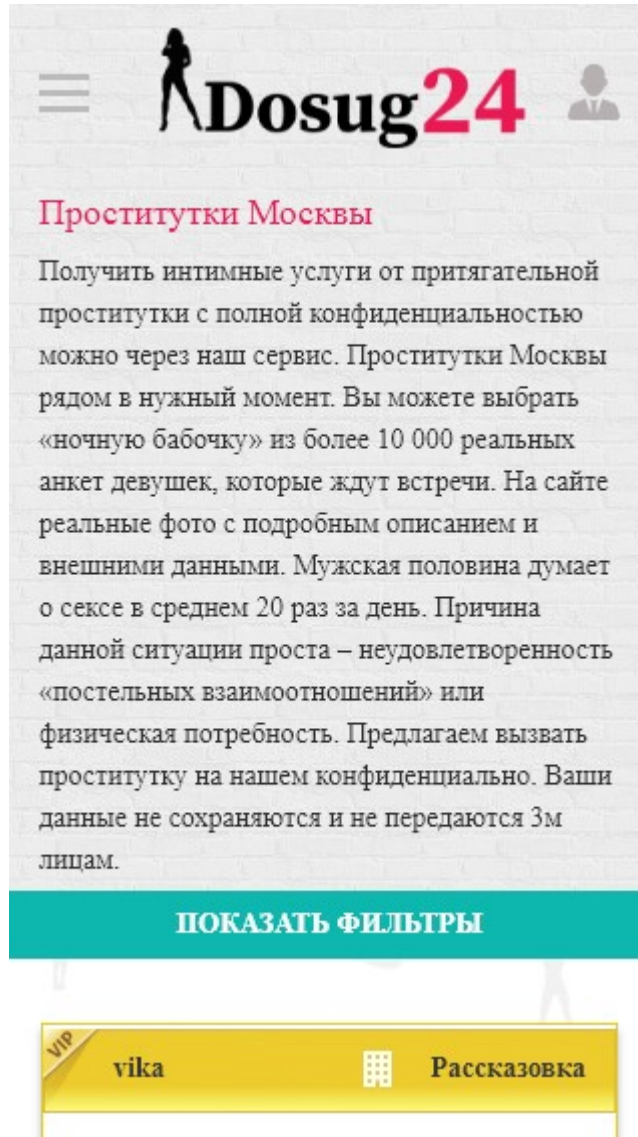 Dosug24
Проститутки Москвы
Получить интимные услуги от притягательной
проститутки с полной конфиденциальностью
можно через наш сервис. Проститутки Москвы
рядом в нужный момент. Вы можете выбрать
«ночную бабочку» из более 10 000 реальных
анкет девушек, которые ждут встречи. На сайте
реальные фото с подробным описанием и
внешними данными. Мужская половина думает
о сексе в среднем 20 раз за день. Причина
данной ситуации проста – неудовлетворенность
«постельных взаимоотношений» или
физическая потребность. Предлагаем вызвать
проститутку на нашем конфиденциально. Ваши
данные не сохраняются и не передаются 3м
лицам.
ПОКАЗАТЬ ФИЛЬТРЫ
VIP
vika Рассказовка